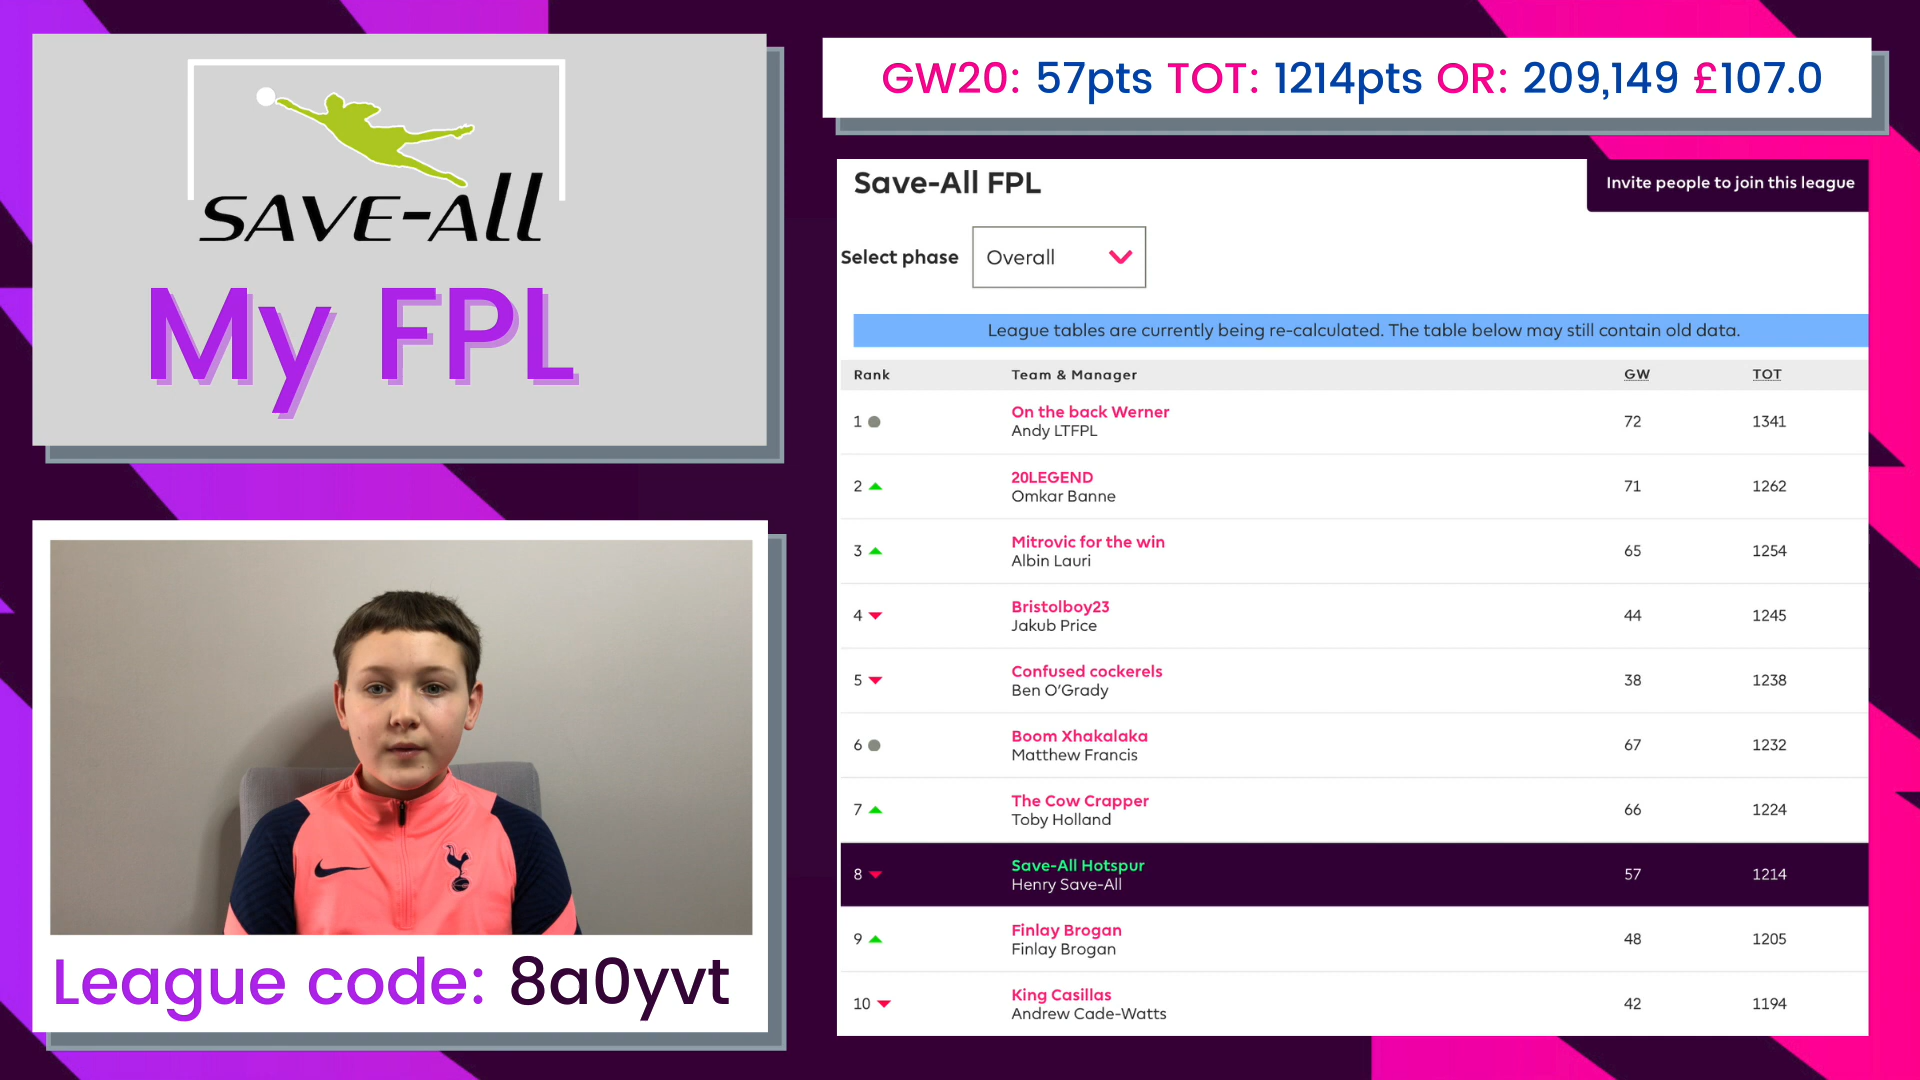 SAVE-All
My FPL
GW20: 57pts TOT: 1214pts OR: 209,149 £107.0
Save-All FPL
Invite people to join this league
Select phase Overall
League tables are currently being re-calculated. The table below may still contain old data.
Rank Team & Manager GW TOT
1 On the back Werner 72 1341
Andy LTFPL
2 20LEGEND 71 1262
Omkar Banne
3 Mitrovic for the win 65 1254
Albin Lauri
4 Bristolboy23 44 1245
Jakub Price
5 Confused cockerels 38 1238
Ben O'Grady
6 Boom Xhakalaka 67 1232
Matthew Francis
7 The Cow Crapper 66 1224
Toby Holland
8 Save-All Hotspur 57 1214
Henry Save-All
9 Finlay Brogan 48 1205
Finlay Brogan
10 King Casillas 42 1194
Andrew Cade-Watts
League code: 8a0yvt